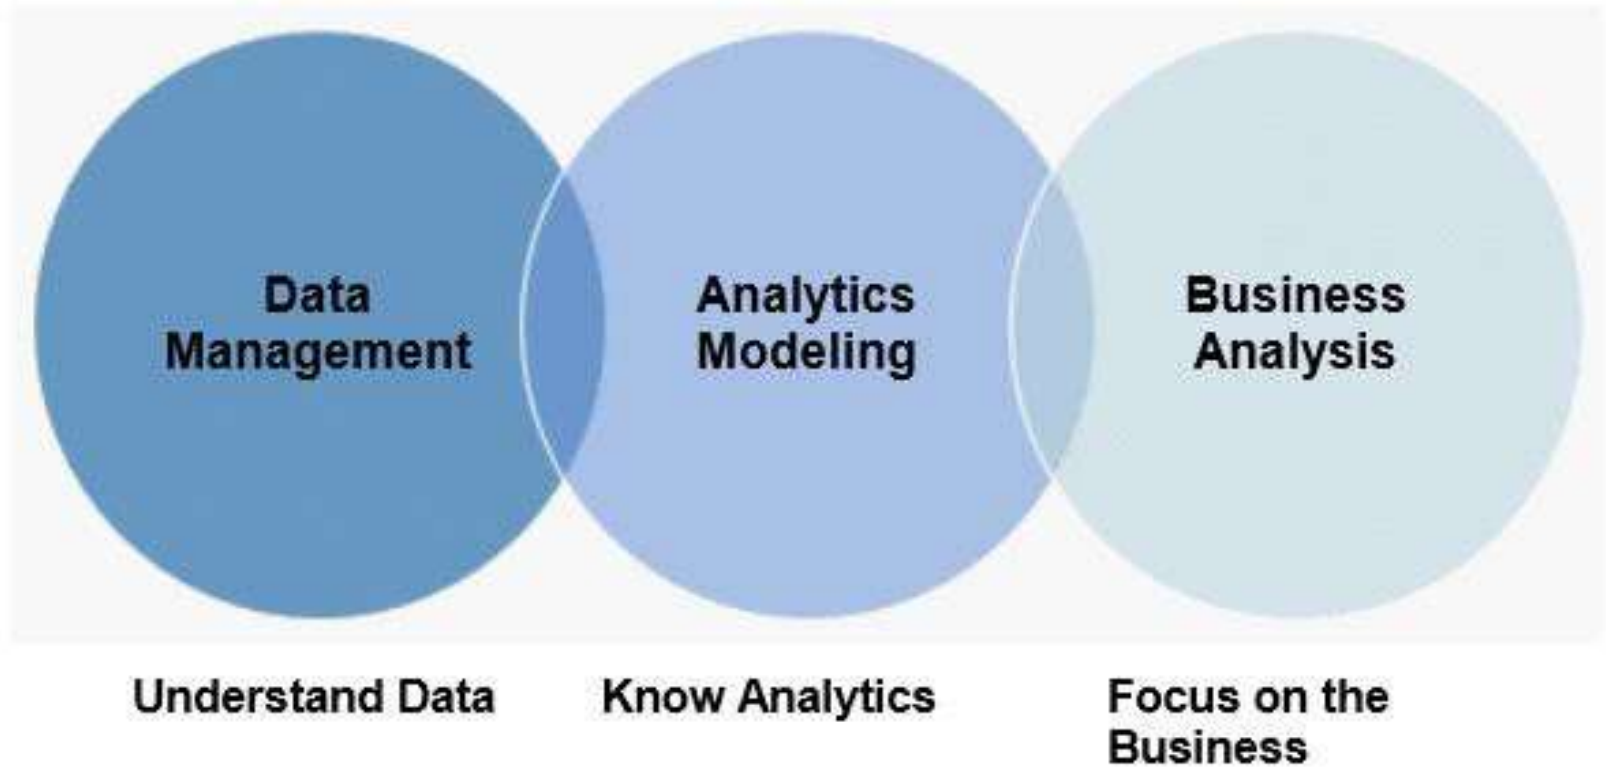 Data
Management
Analytics
Modeling
Business
Analysis
Understand Data
Know Analytics
Focus on the
Business